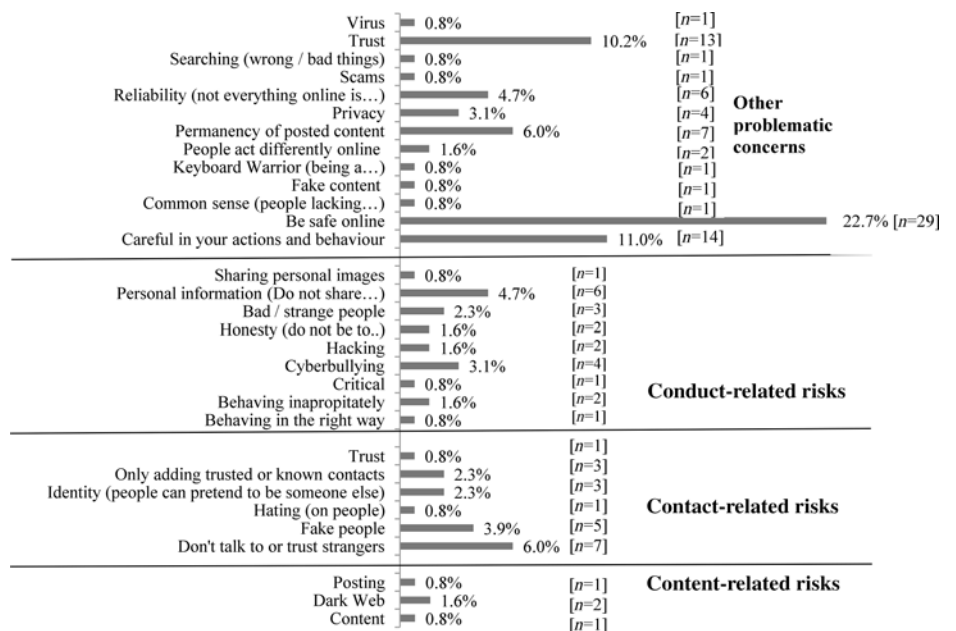 Virus 0.8% [n=1]
Trust 10.2% [n=13]
Searching (wrong / bad things) 0.8% [n=1]
Scams 0.8% [n=1]
Reliability (not everything online is…) 4.7% [n=6]
Privacy 3.1% [n=4]
Permanency of posted content 6.0% [n=7]
People act differently online 1.6% [n=2]
Keyboard Warrior (being a…) 0.8% [n=1]
Fake content 0.8% [n=1]
Common sense (people lacking…) 0.8% [n=1]
Be safe online 22.7% [n=29]
Careful in your actions and behaviour 11.0% [n=14]
Other
problematic
concerns
Sharing personal images 0.8% [n=1]
Personal information (Do not share…) 4.7% [n=6]
Bad / strange people 2.3% [n=3]
Honesty (do not be to..) 1.6% [n=2]
Hacking 1.6% [n=2]
Cyberbullying 3.1% [n=4]
Critical 0.8% [n=1]
Behaving inapropitately 1.6% [n=2]
Behaving in the right way 0.8% [n=1]
Conduct-related risks
Trust 0.8% [n=1]
Only adding trusted or known contacts 2.3% [n=3]
Identity (people can pretend to be someone else) 2.3% [n=3]
Hating (on people) 0.8% [n=1]
Fake people 3.9% [n=5]
Don't talk to or trust strangers 6.0% [n=7]
Contact-related risks
Posting 0.8% [n=1]
Dark Web 1.6% [n=2]
Content 0.8% [n=1]
Content-related risks